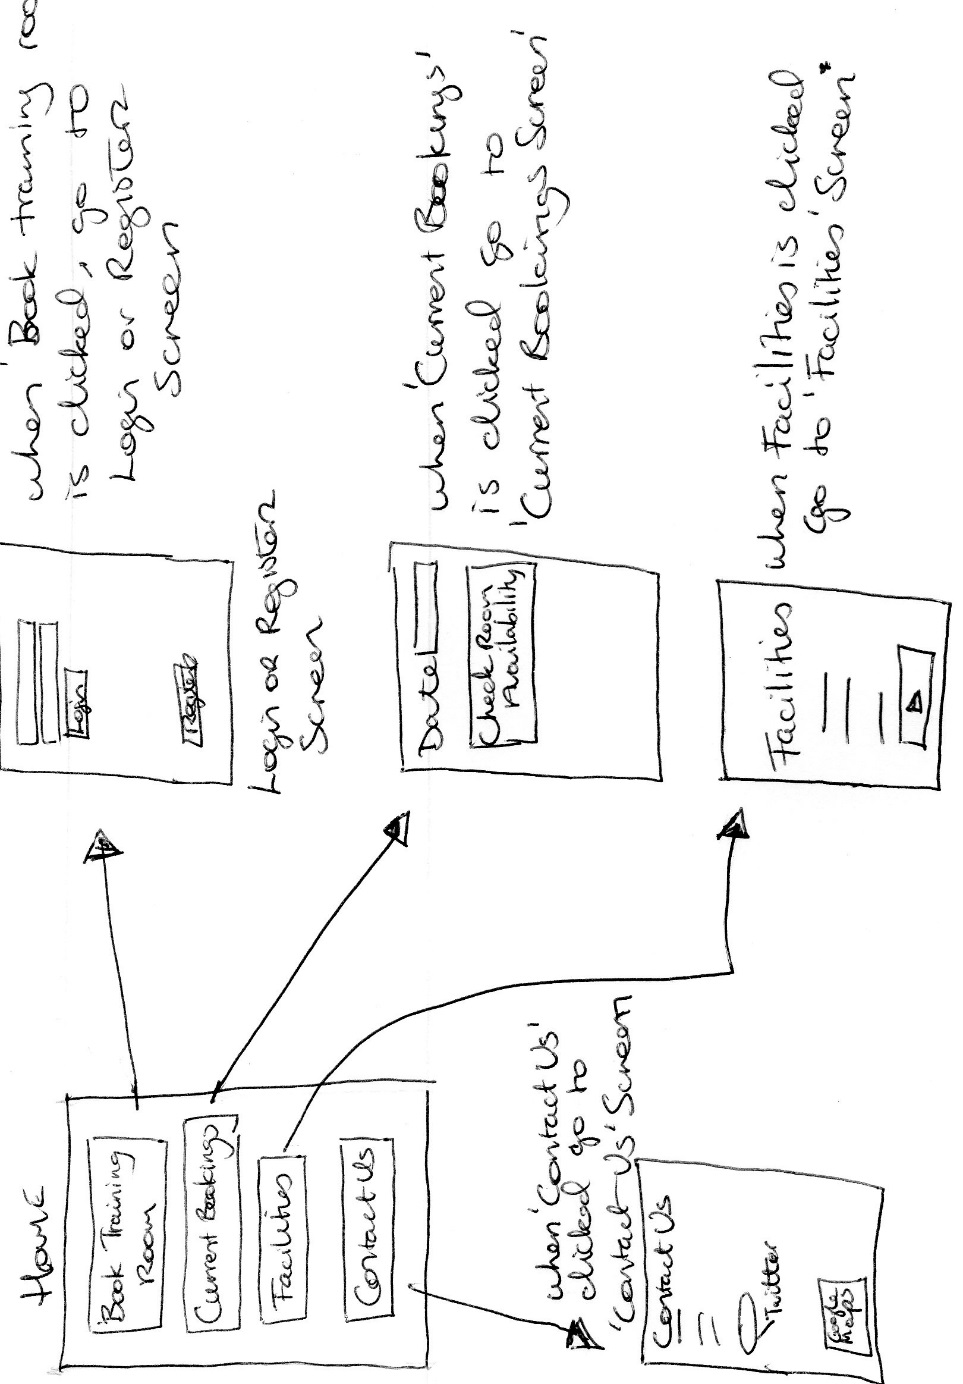 Home
Book Training
Room
Current Bookings
Facilities
Contact Us
Login
Register
Login OR Register
Screen
when 'Book training
is clicked, go to
Login or Register
Screen
Date
Check Room
Availability
when 'Current Bookings'
is clicked go to
'Current Bookings Screen'
Facilities
when Facilities is clicked
go to 'Facilities' Screen"
when 'Contact Us'
clicked go to
'Contact Us' Screen
Contact Us
Twitter
Google
Maps